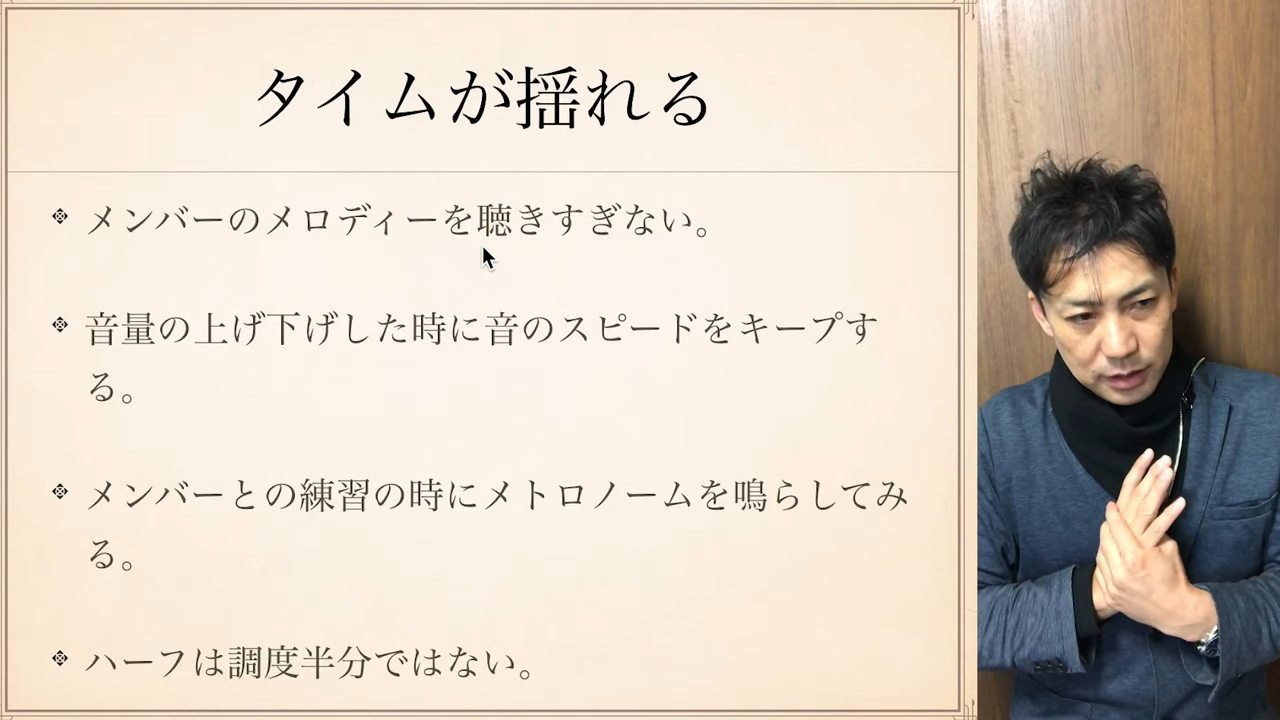 タイムが揺れる
メンバーのメロディーを聴きすぎない。
音量の上げ下げした時に音のスピードをキープす
る。
メンバーとの練習の時にメトロノームを鳴らしてみ
る。
ハーフは調度半分ではない。